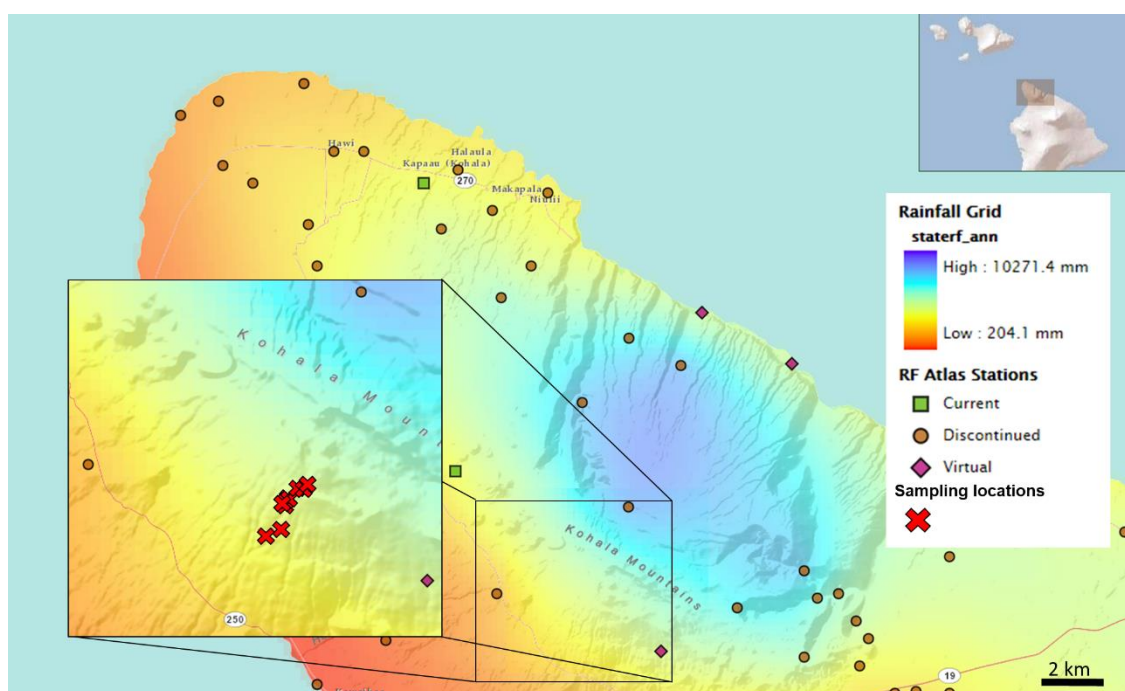 Hawi
Halaula
Kapaau (Kohala)
270
Makapala
Niulii
Rainfall Grid
staterf_ann
High : 10271.4 mm
Low : 204.1 mm
RF Atlas Stations
Current
Discontinued
Virtual
Sampling locations
Kohala Moun
250
Kohala Mountains
19
2 km